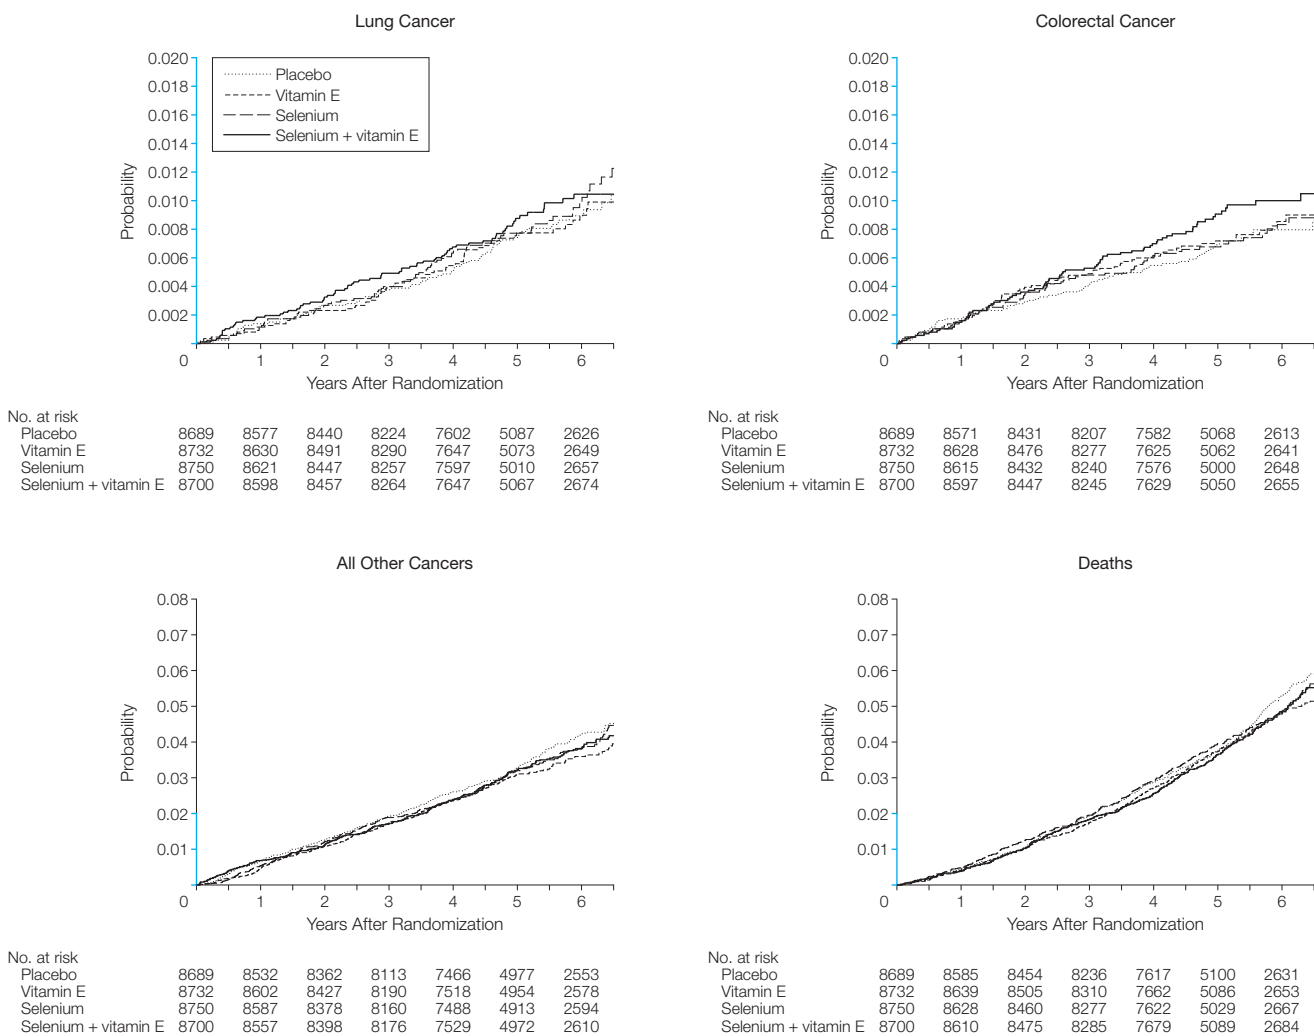 Lung Cancer
0.020
0.018
0.016
0.014
0.012
0.010
0.008
0.006
0.004
0.002
Probability
Placebo
Vitamin E
Selenium
Selenium + vitamin E
0 1 2 3 4 5 6
Years After Randomization
No. at risk
Placebo 8689 8577 8440 8224 7602 5087 2626
Vitamin E 8732 8630 8491 8290 7647 5073 2649
Selenium 8750 8621 8447 8257 7597 5010 2657
Selenium + vitamin E 8700 8598 8457 8264 7647 5067 2674
Colorectal Cancer
0.020
0.018
0.016
0.014
0.012
0.010
0.008
0.006
0.004
0.002
Probability
0 1 2 3 4 5 6
Years After Randomization
No. at risk
Placebo 8689 8571 8431 8207 7582 5068 2613
Vitamin E 8732 8628 8476 8277 7625 5062 2641
Selenium 8750 8615 8432 8240 7576 5000 2648
Selenium + vitamin E 8700 8597 8447 8245 7629 5050 2655
All Other Cancers
0.08
0.07
0.06
0.05
0.04
0.03
0.02
0.01
Probability
0 1 2 3 4 5 6
Years After Randomization
No. at risk
Placebo 8689 8532 8362 8113 7466 4977 2553
Vitamin E 8732 8602 8427 8190 7518 4954 2578
Selenium 8750 8587 8378 8160 7488 4913 2594
Selenium + vitamin E 8700 8557 8398 8176 7529 4972 2610
Deaths
0.08
0.07
0.06
0.05
0.04
0.03
0.02
0.01
Probability
0 1 2 3 4 5 6
Years After Randomization
No. at risk
Placebo 8689 8585 8454 8236 7617 5100 2631
Vitamin E 8732 8639 8505 8310 7662 5086 2653
Selenium 8750 8628 8460 8277 7622 5029 2667
Selenium + vitamin E 8700 8610 8475 8285 7679 5089 2684